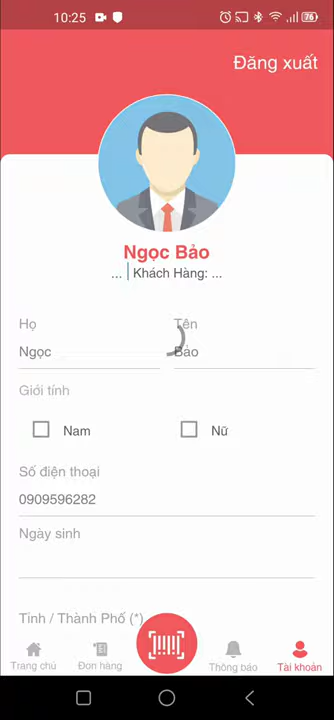 10:25
76
Đăng xuất
Ngọc Bảo
... | Khách Hàng: ...
Họ
Tên
Ngọc
Bảo
Giới tính
Nam
Nữ
Số điện thoại
0909596282
Ngày sinh
Tỉnh / Thành Phố (*)
Trang chủ
Đơn hàng
Thông báo
Tài khoản